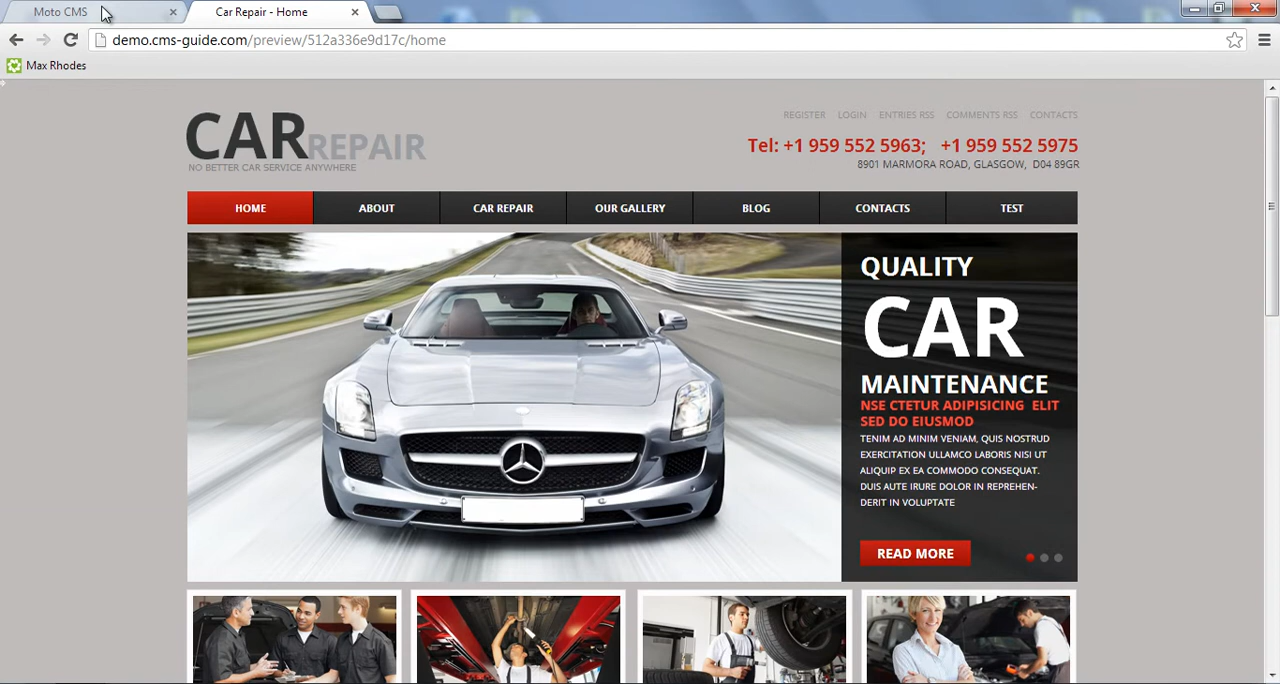 Moto CMS
Car Repair - Home
demo.cms-guide.com/preview/512a336e9d17c/home
Max Rhodes
CARREPAIR
NO BETTER CAR SERVICE ANYWHERE
REGISTER LOGIN ENTRIES RSS COMMENTS RSS CONTACTS
Tel: +1 959 552 5963; +1 959 552 5975
8901 MARMORA ROAD, GLASGOW, D04 89GR
HOME ABOUT CAR REPAIR OUR GALLERY BLOG CONTACTS TEST
QUALITY
CAR
MAINTENANCE
NSE CTETUR ADIPISICING ELIT
SED DO EIUSMOD
TENIM AD MINIM VENIAM, QUIS NOSTRUD
EXERCITATION ULLAMCO LABORIS NISI UT
ALIQUIP EX EA COMMODO CONSEQUAT.
DUIS AUTE IRURE DOLOR IN REPREHEN-
DERIT IN VOLUPTATE
READ MORE